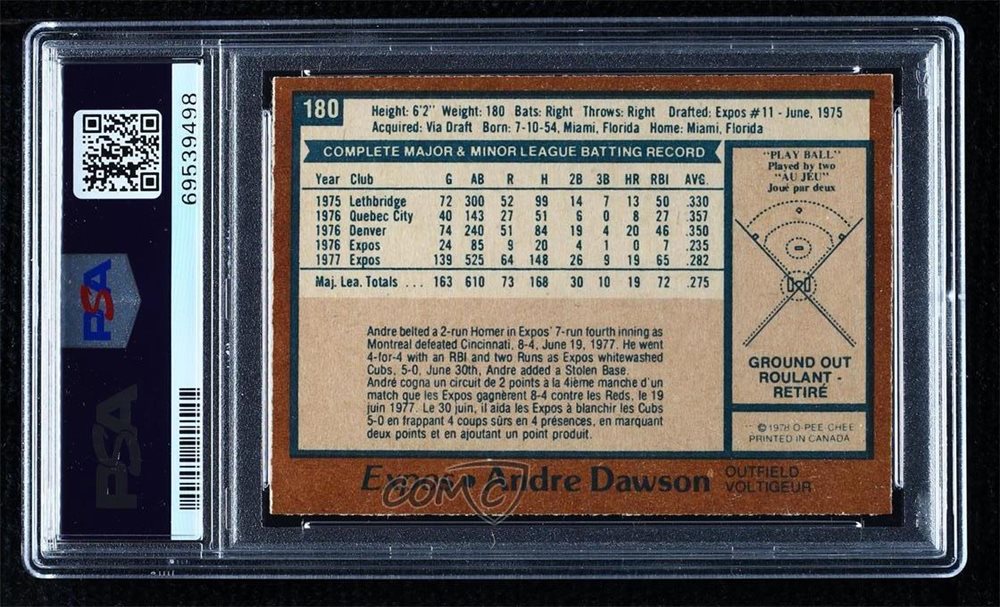 69539498
PSA
PSA
180
Height: 6'2" Weight: 180 Bats: Right Throws: Right Drafted: Expos #11 - June, 1975
Acquired: Via Draft Born: 7-10-54, Miami, Florida Home: Miami, Florida
COMPLETE MAJOR & MINOR LEAGUE BATTING RECORD
Year Club G AB R H 2B 3B HR RBI AVG.
1975 Lethbridge 72 300 52 99 14 7 13 50 .330
1976 Quebec City 40 143 27 51 6 0 8 27 .357
1976 Denver 74 240 51 84 19 4 20 46 .350
1976 Expos 24 85 9 20 4 1 0 7 .235
1977 Expos 139 525 64 148 26 9 19 65 .282
Maj. Lea. Totals ... 163 610 73 168 30 10 19 72 .275
Andre belted a 2-run Homer in Expos' 7-run fourth inning as
Montreal defeated Cincinnati, 8-4, June 19, 1977. He went
4-for-4 with an RBI and two Runs as Expos whitewashed
Cubs, 5-0, June 30th, Andre added a Stolen Base.
André cogna un circuit de 2 points à la 4ième manche d'un
match que les Expos gagnèrent 8-4 contre les Reds, le 19
juin 1977. Le 30 juin, il aida les Expos à blanchir les Cubs
5-0 en frappant 4 coups sûrs en 4 présences, en marquant
deux points et en ajoutant un point produit.
"PLAY BALL"
Played by two
"AU JEU"
Joué par deux
GROUND OUT
ROULANT -
RETIRÉ
© 1978 O-PEE-CHEE
PRINTED IN CANADA
Expos • Andre Dawson
OUTFIELD
VOLTIGEUR
COMC